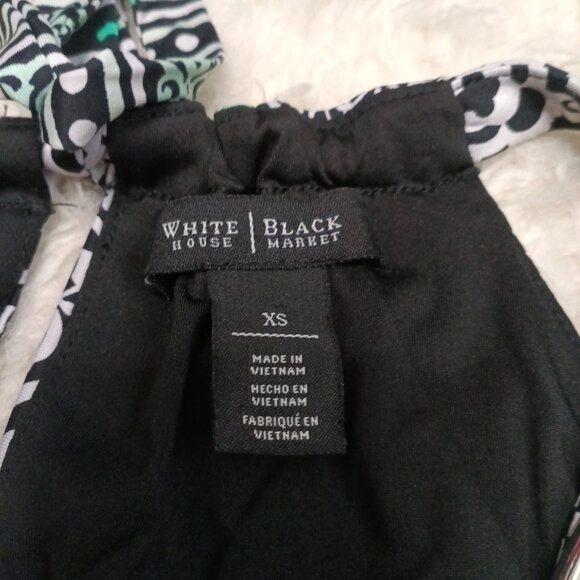 WHITE HOUSE | BLACK MARKET
XS
MADE IN
VIETNAM
HECHO EN
VIETNAM
FABRIQUÉ EN
VIETNAM